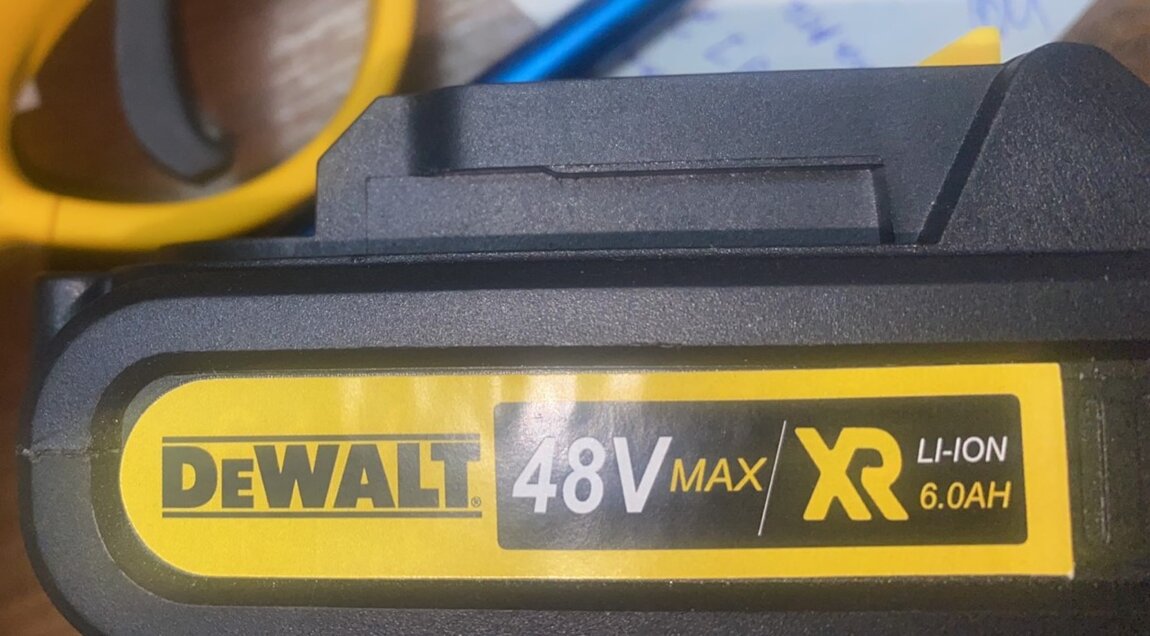 DEWALT®
48V MAX / XR LI-ION
6.0AH